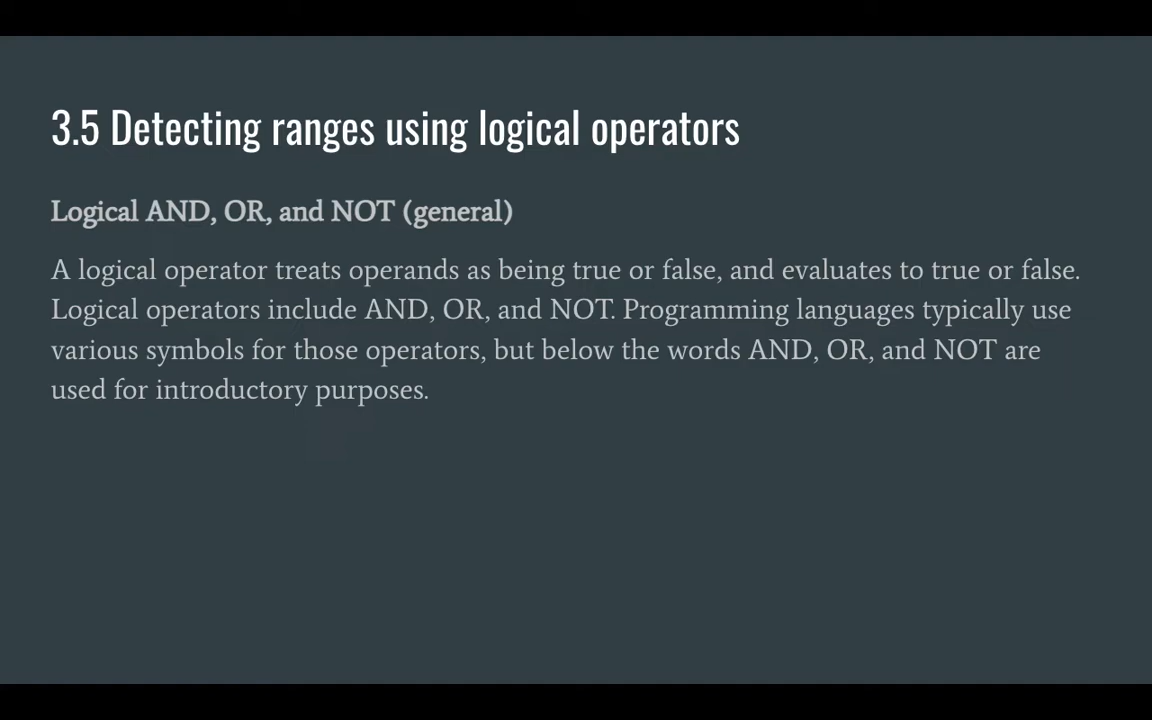 3.5 Detecting ranges using logical operators
Logical AND, OR, and NOT (general)
A logical operator treats operands as being true or false, and evaluates to true or false.
Logical operators include AND, OR, and NOT. Programming languages typically use
various symbols for those operators, but below the words AND, OR, and NOT are
used for introductory purposes.